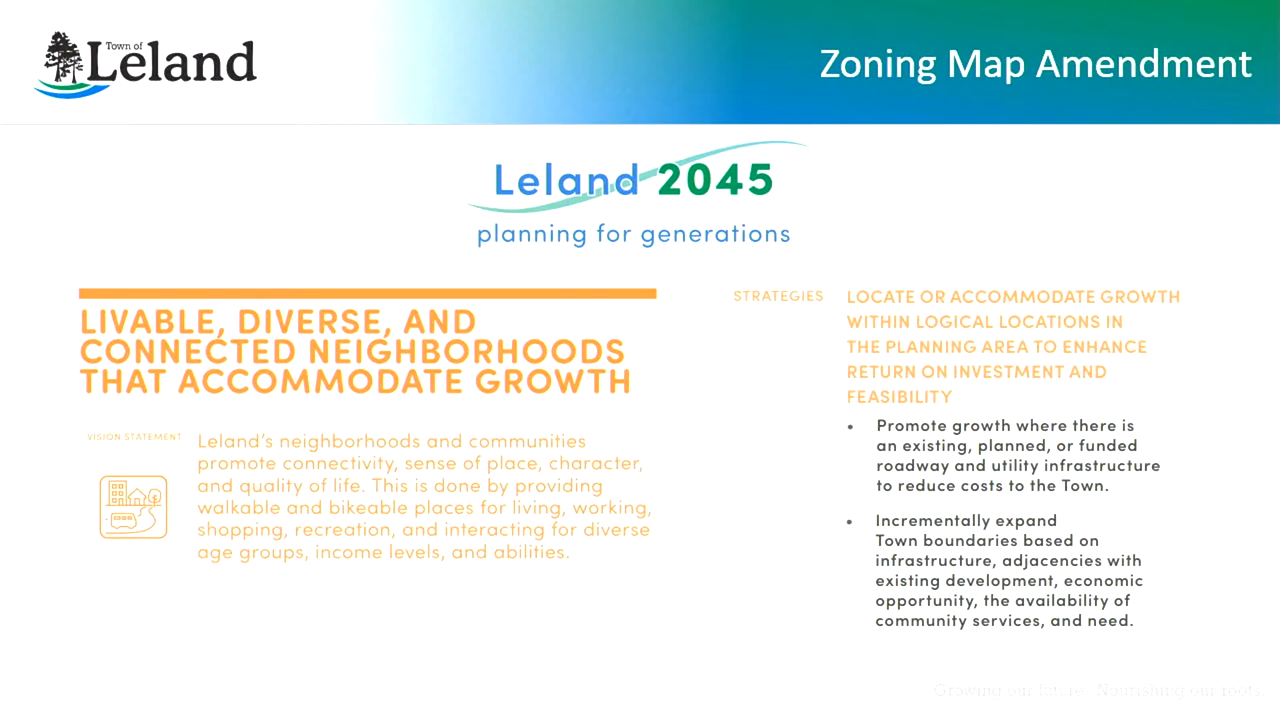 Town of
Leland
Zoning Map Amendment
Leland 2045
planning for generations
LIVABLE, DIVERSE, AND
CONNECTED NEIGHBORHOODS
THAT ACCOMMODATE GROWTH
VISION STATEMENT
Leland's neighborhoods and communities
promote connectivity, sense of place, character,
and quality of life. This is done by providing
walkable and bikeable places for living, working,
shopping, recreation, and interacting for diverse
age groups, income levels, and abilities.
STRATEGIES
LOCATE OR ACCOMMODATE GROWTH
WITHIN LOGICAL LOCATIONS IN
THE PLANNING AREA TO ENHANCE
RETURN ON INVESTMENT AND
FEASIBILITY
• Promote growth where there is
an existing, planned, or funded
roadway and utility infrastructure
to reduce costs to the Town.
• Incrementally expand
Town boundaries based on
infrastructure, adjacencies with
existing development, economic
opportunity, the availability of
community services, and need.
Growing our future. Nourishing our roots.